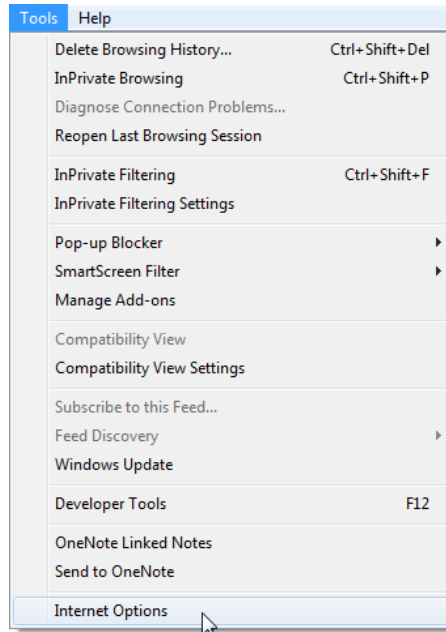 Tools Help
Delete Browsing History... Ctrl+Shift+Del
InPrivate Browsing Ctrl+Shift+P
Diagnose Connection Problems...
Reopen Last Browsing Session
InPrivate Filtering Ctrl+Shift+F
InPrivate Filtering Settings
Pop-up Blocker
SmartScreen Filter
Manage Add-ons
Compatibility View
Compatibility View Settings
Subscribe to this Feed...
Feed Discovery
Windows Update
Developer Tools F12
OneNote Linked Notes
Send to OneNote
Internet Options